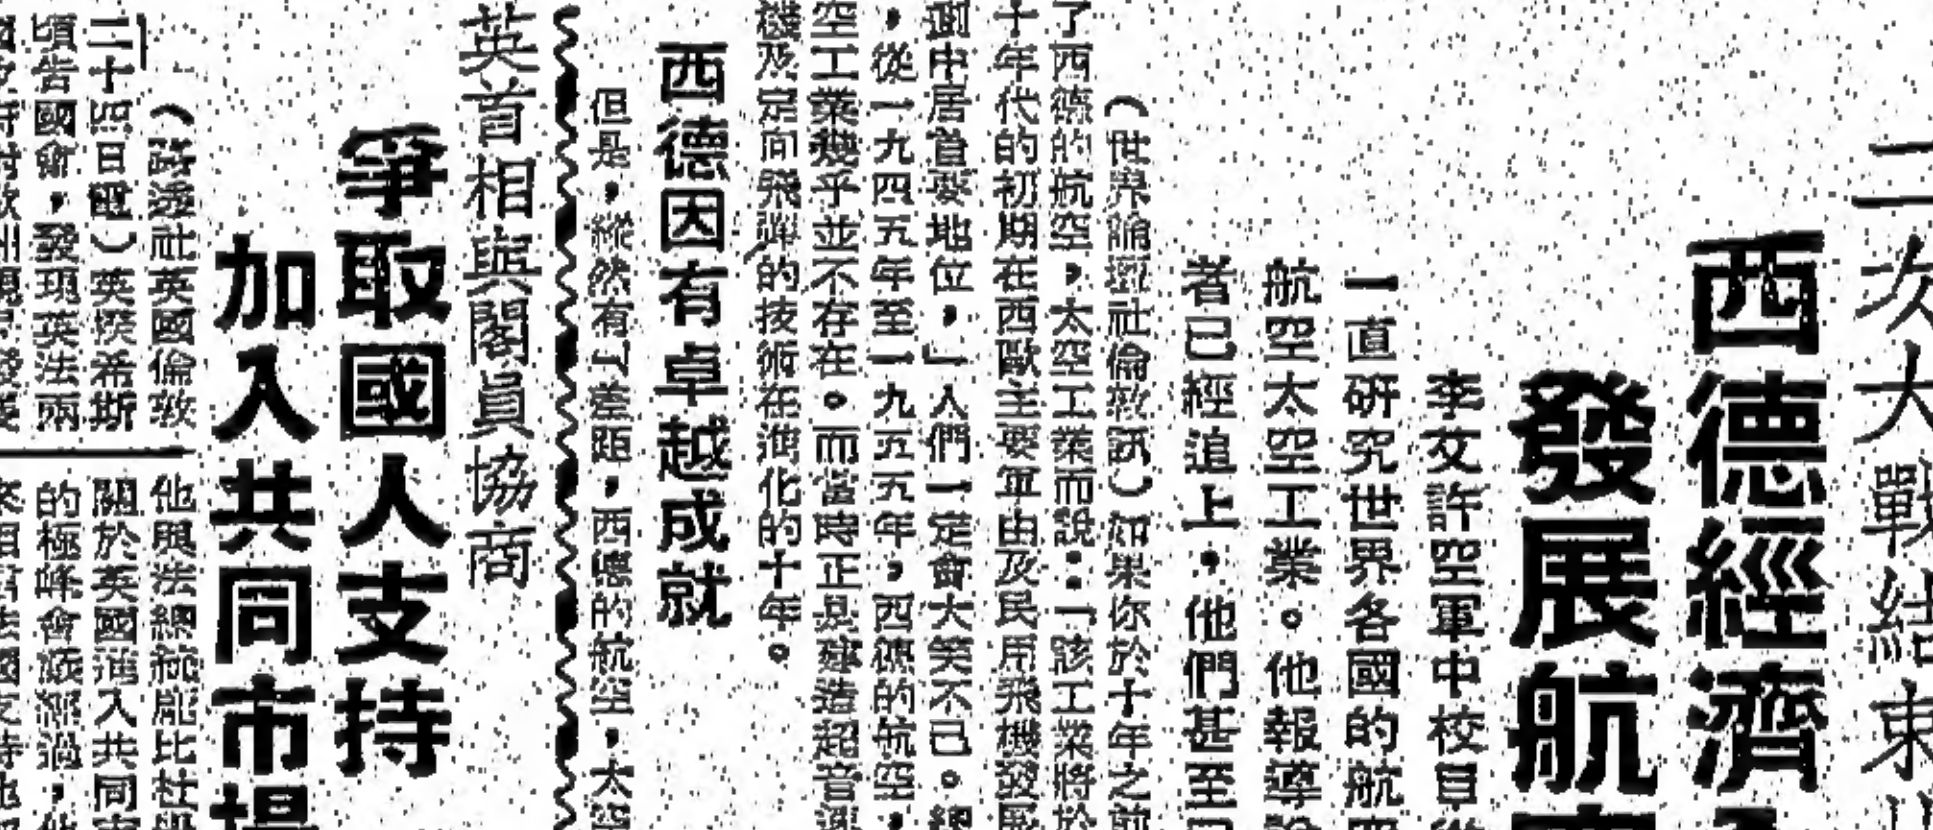 二次大戰結束
西德經濟
發展航
李文許空軍中校自
一直研究世界各國的航
航空太空工業。他報導
者已經追上,他們甚至已
(世界論壇社倫敦訊)如果你於十年之前
了西德的航空,太空工業而說:「該工業將於
十年代的初期在西歐主要軍用及民用飛機發展
劃中居首要地位,」人們一定會大笑不已。
,從一九四五年至一九五五年,西德的航空,
空工業幾乎並不存在。而當時正是建造超音速
機及定向飛彈的技術在進化的十年。
西德因有卓越成就
但是,縱然有差距,西德的航空,太空
英首相與閣員協商
爭取國人支持
加入共同市場
(路透社英國倫敦
二十四日電)英揆希斯
頃告國會,發現英法兩
他與法總統龐比杜
關於英國進入共同市
的極峰會議經過,